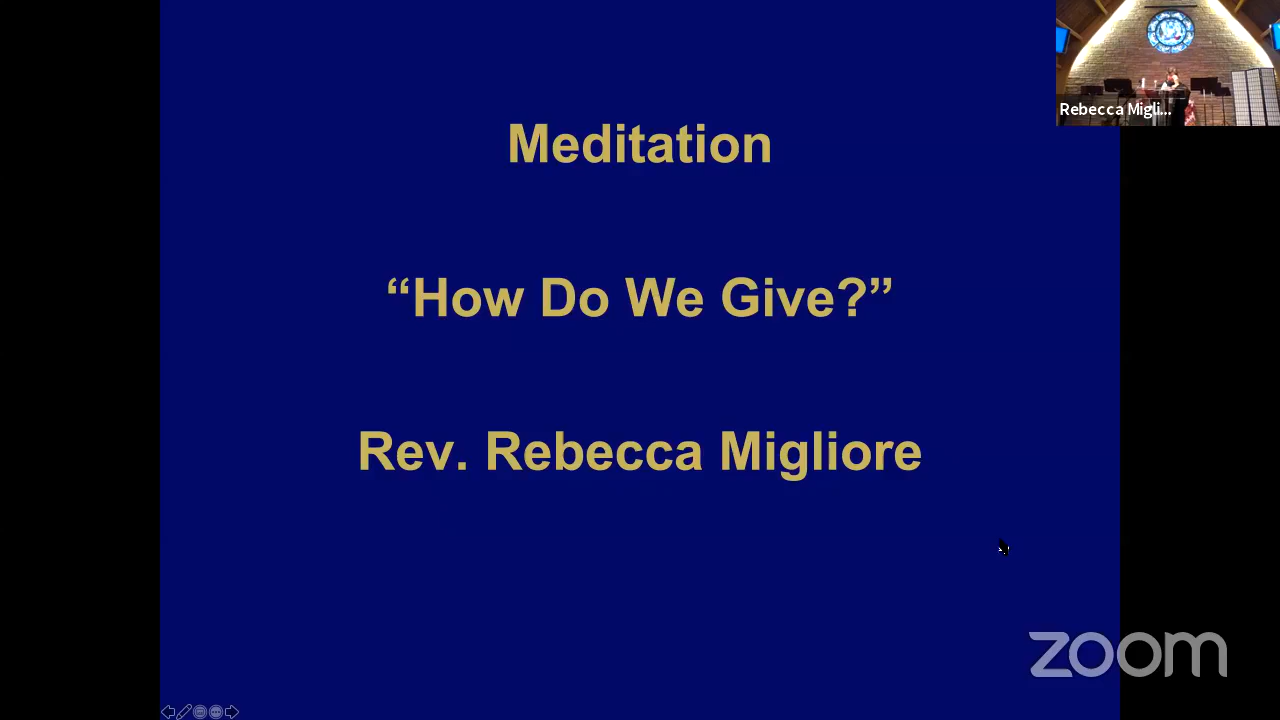 Meditation
“How Do We Give?”
Rev. Rebecca Migliore
Rebecca Migli...
zoom